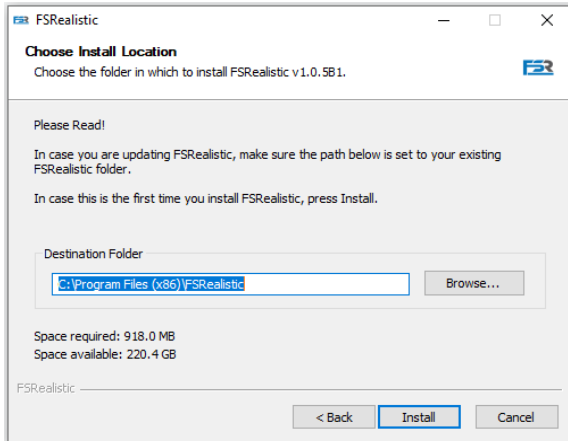 FSRealistic
Choose Install Location
Choose the folder in which to install FSRealistic v1.0.5B1.
FSR
Please Read!
In case you are updating FSRealistic, make sure the path below is set to your existing
FSRealistic folder.
In case this is the first time you install FSRealistic, press Install.
Destination Folder
C:\Program Files (x86)\FSRealistic
Browse...
Space required: 918.0 MB
Space available: 220.4 GB
FSRealistic
< Back
Install
Cancel